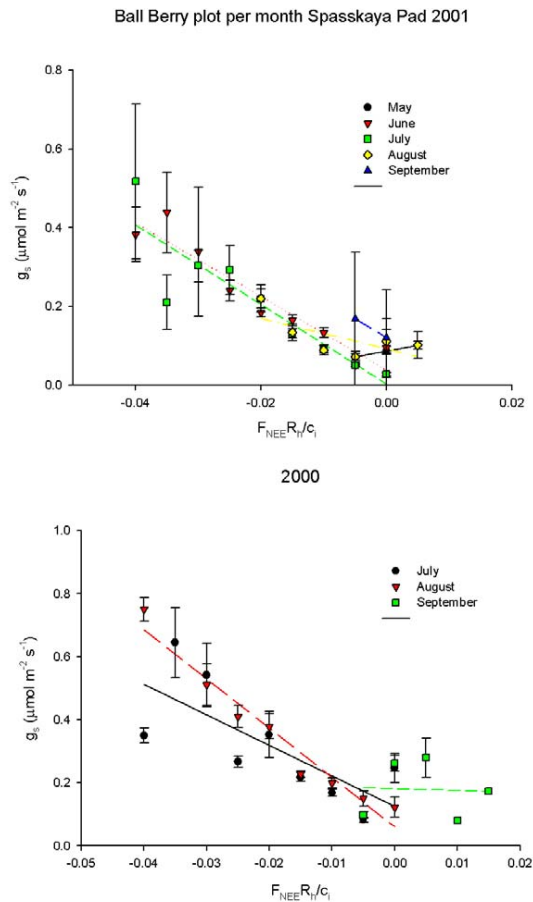 Ball Berry plot per month Spasskaya Pad 2001
0.8
0.6
0.4
0.2
0.0
gs (μmol m-2 s-1)
May
June
July
August
September
-0.04
-0.02
0.00
0.02
FNEERh/ci
2000
1.0
0.8
0.6
0.4
0.2
0.0
gs (μmol m-2 s-1)
July
August
September
-0.05
-0.04
-0.03
-0.02
-0.01
0.00
0.01
0.02
FNEERh/ci